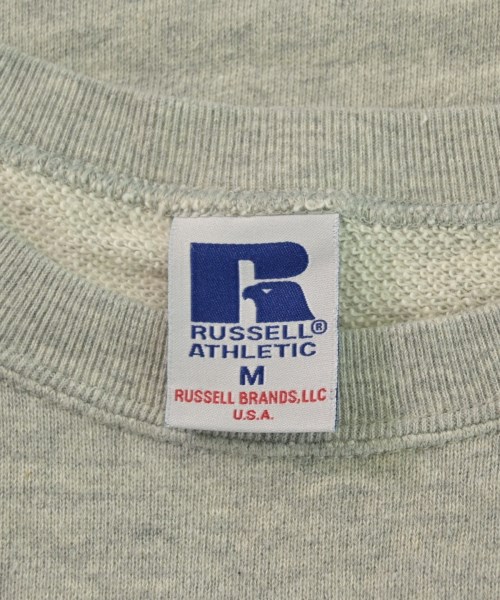 R
RUSSELL®
ATHLETIC
M
RUSSELL BRANDS,LLC
U.S.A.